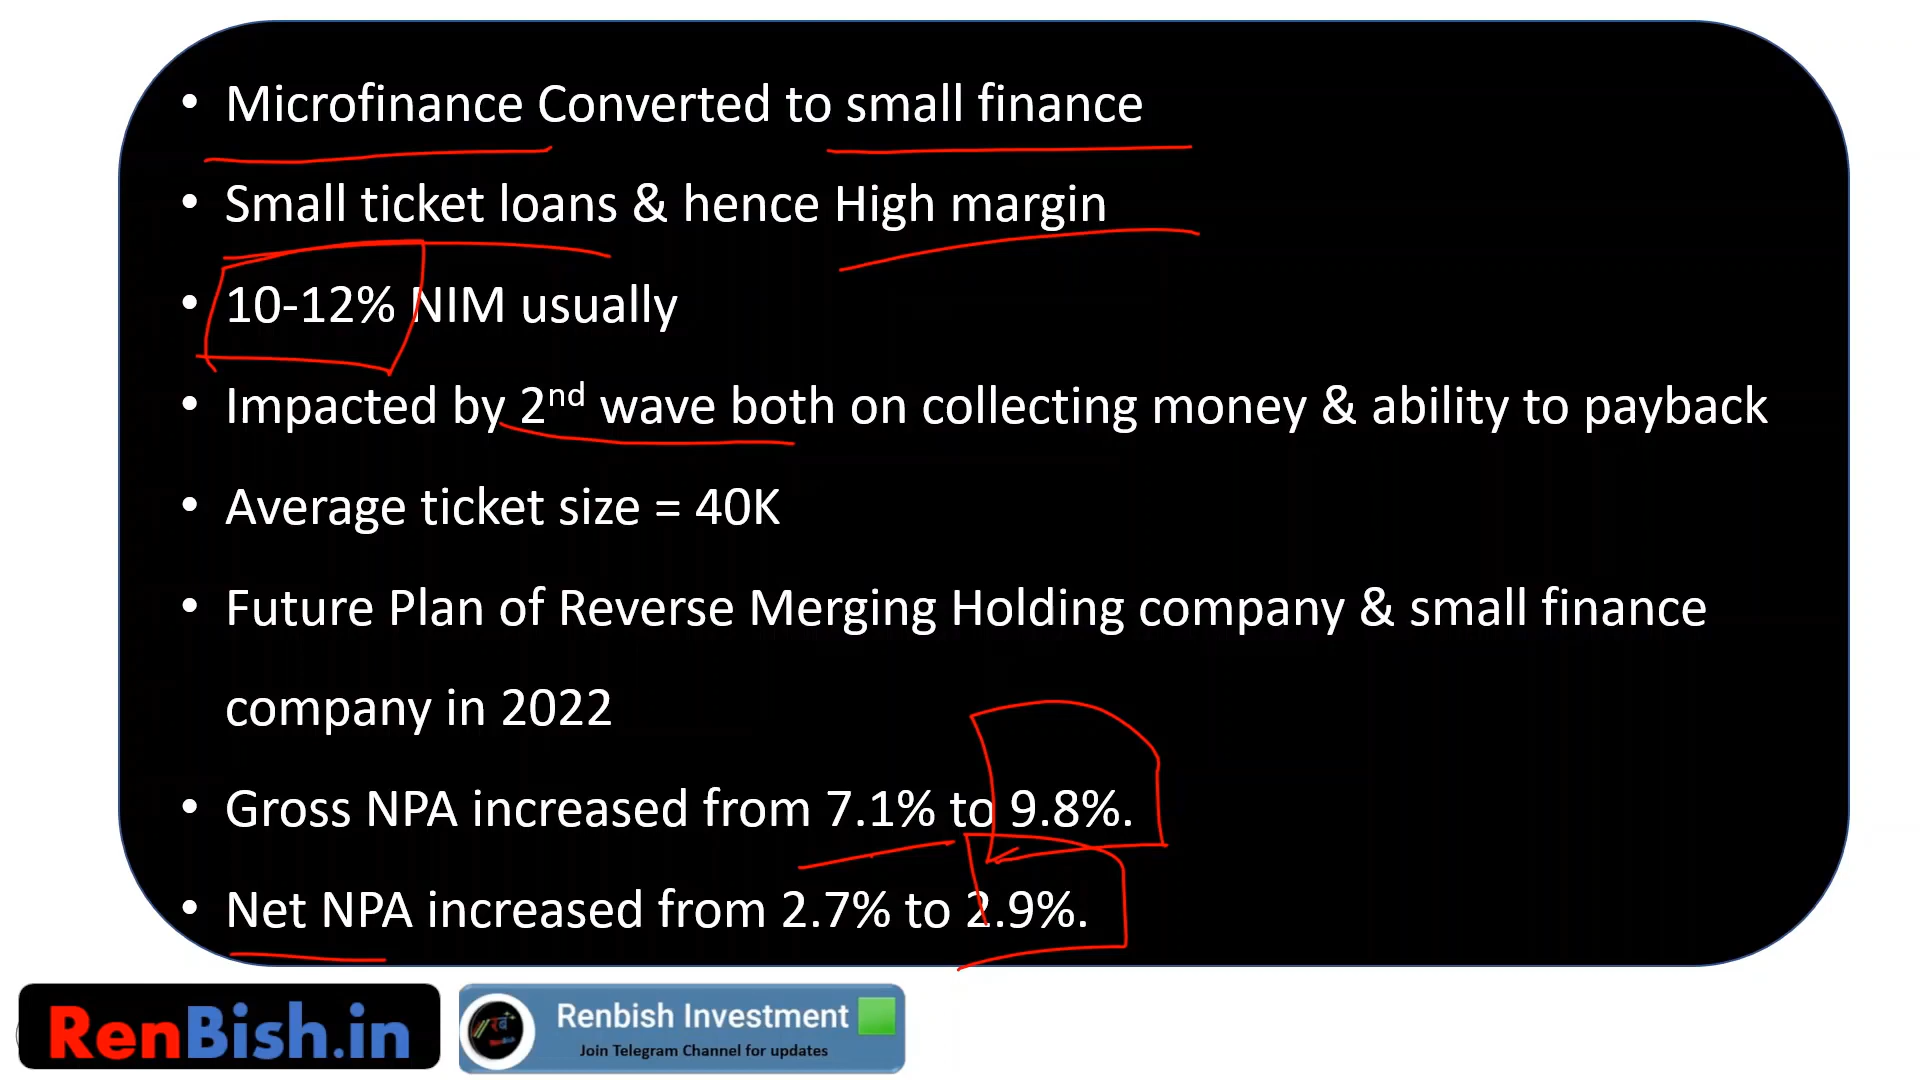 • Microfinance Converted to small finance
• Small ticket loans & hence High margin
• 10-12% NIM usually
• Impacted by 2nd wave both on collecting money & ability to payback
• Average ticket size = 40K
• Future Plan of Reverse Merging Holding company & small finance
company in 2022
• Gross NPA increased from 7.1% to 9.8%.
• Net NPA increased from 2.7% to 2.9%.
RenBish.in
Renbish Investment
Join Telegram Channel for updates